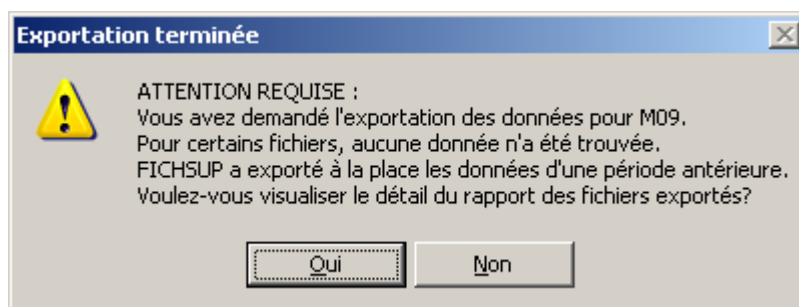 Exportation terminée
ATTENTION REQUISE :
Vous avez demandé l'exportation des données pour M09.
Pour certains fichiers, aucune donnée n'a été trouvée.
FICHSUP a exporté à la place les données d'une période antérieure.
Voulez-vous visualiser le détail du rapport des fichiers exportés?
Oui Non